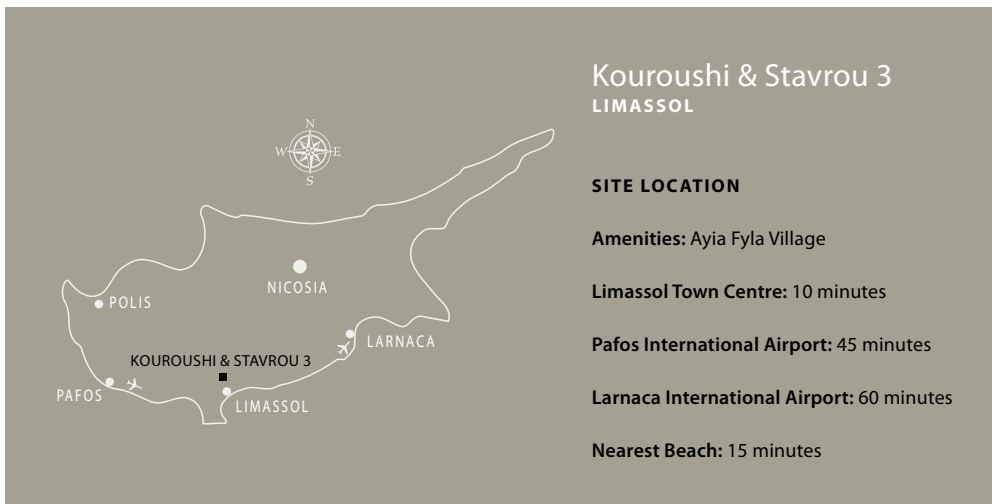 Kouroushi & Stavrou 3
LIMASSOL
SITE LOCATION
Amenities: Ayia Fyla Village
Limassol Town Centre: 10 minutes
Pafos International Airport: 45 minutes
Larnaca International Airport: 60 minutes
Nearest Beach: 15 minutes
N
W
E
S
NICOSIA
POLIS
LARNACA
KOUROUSHI & STAVROU 3
PAFOS
LIMASSOL